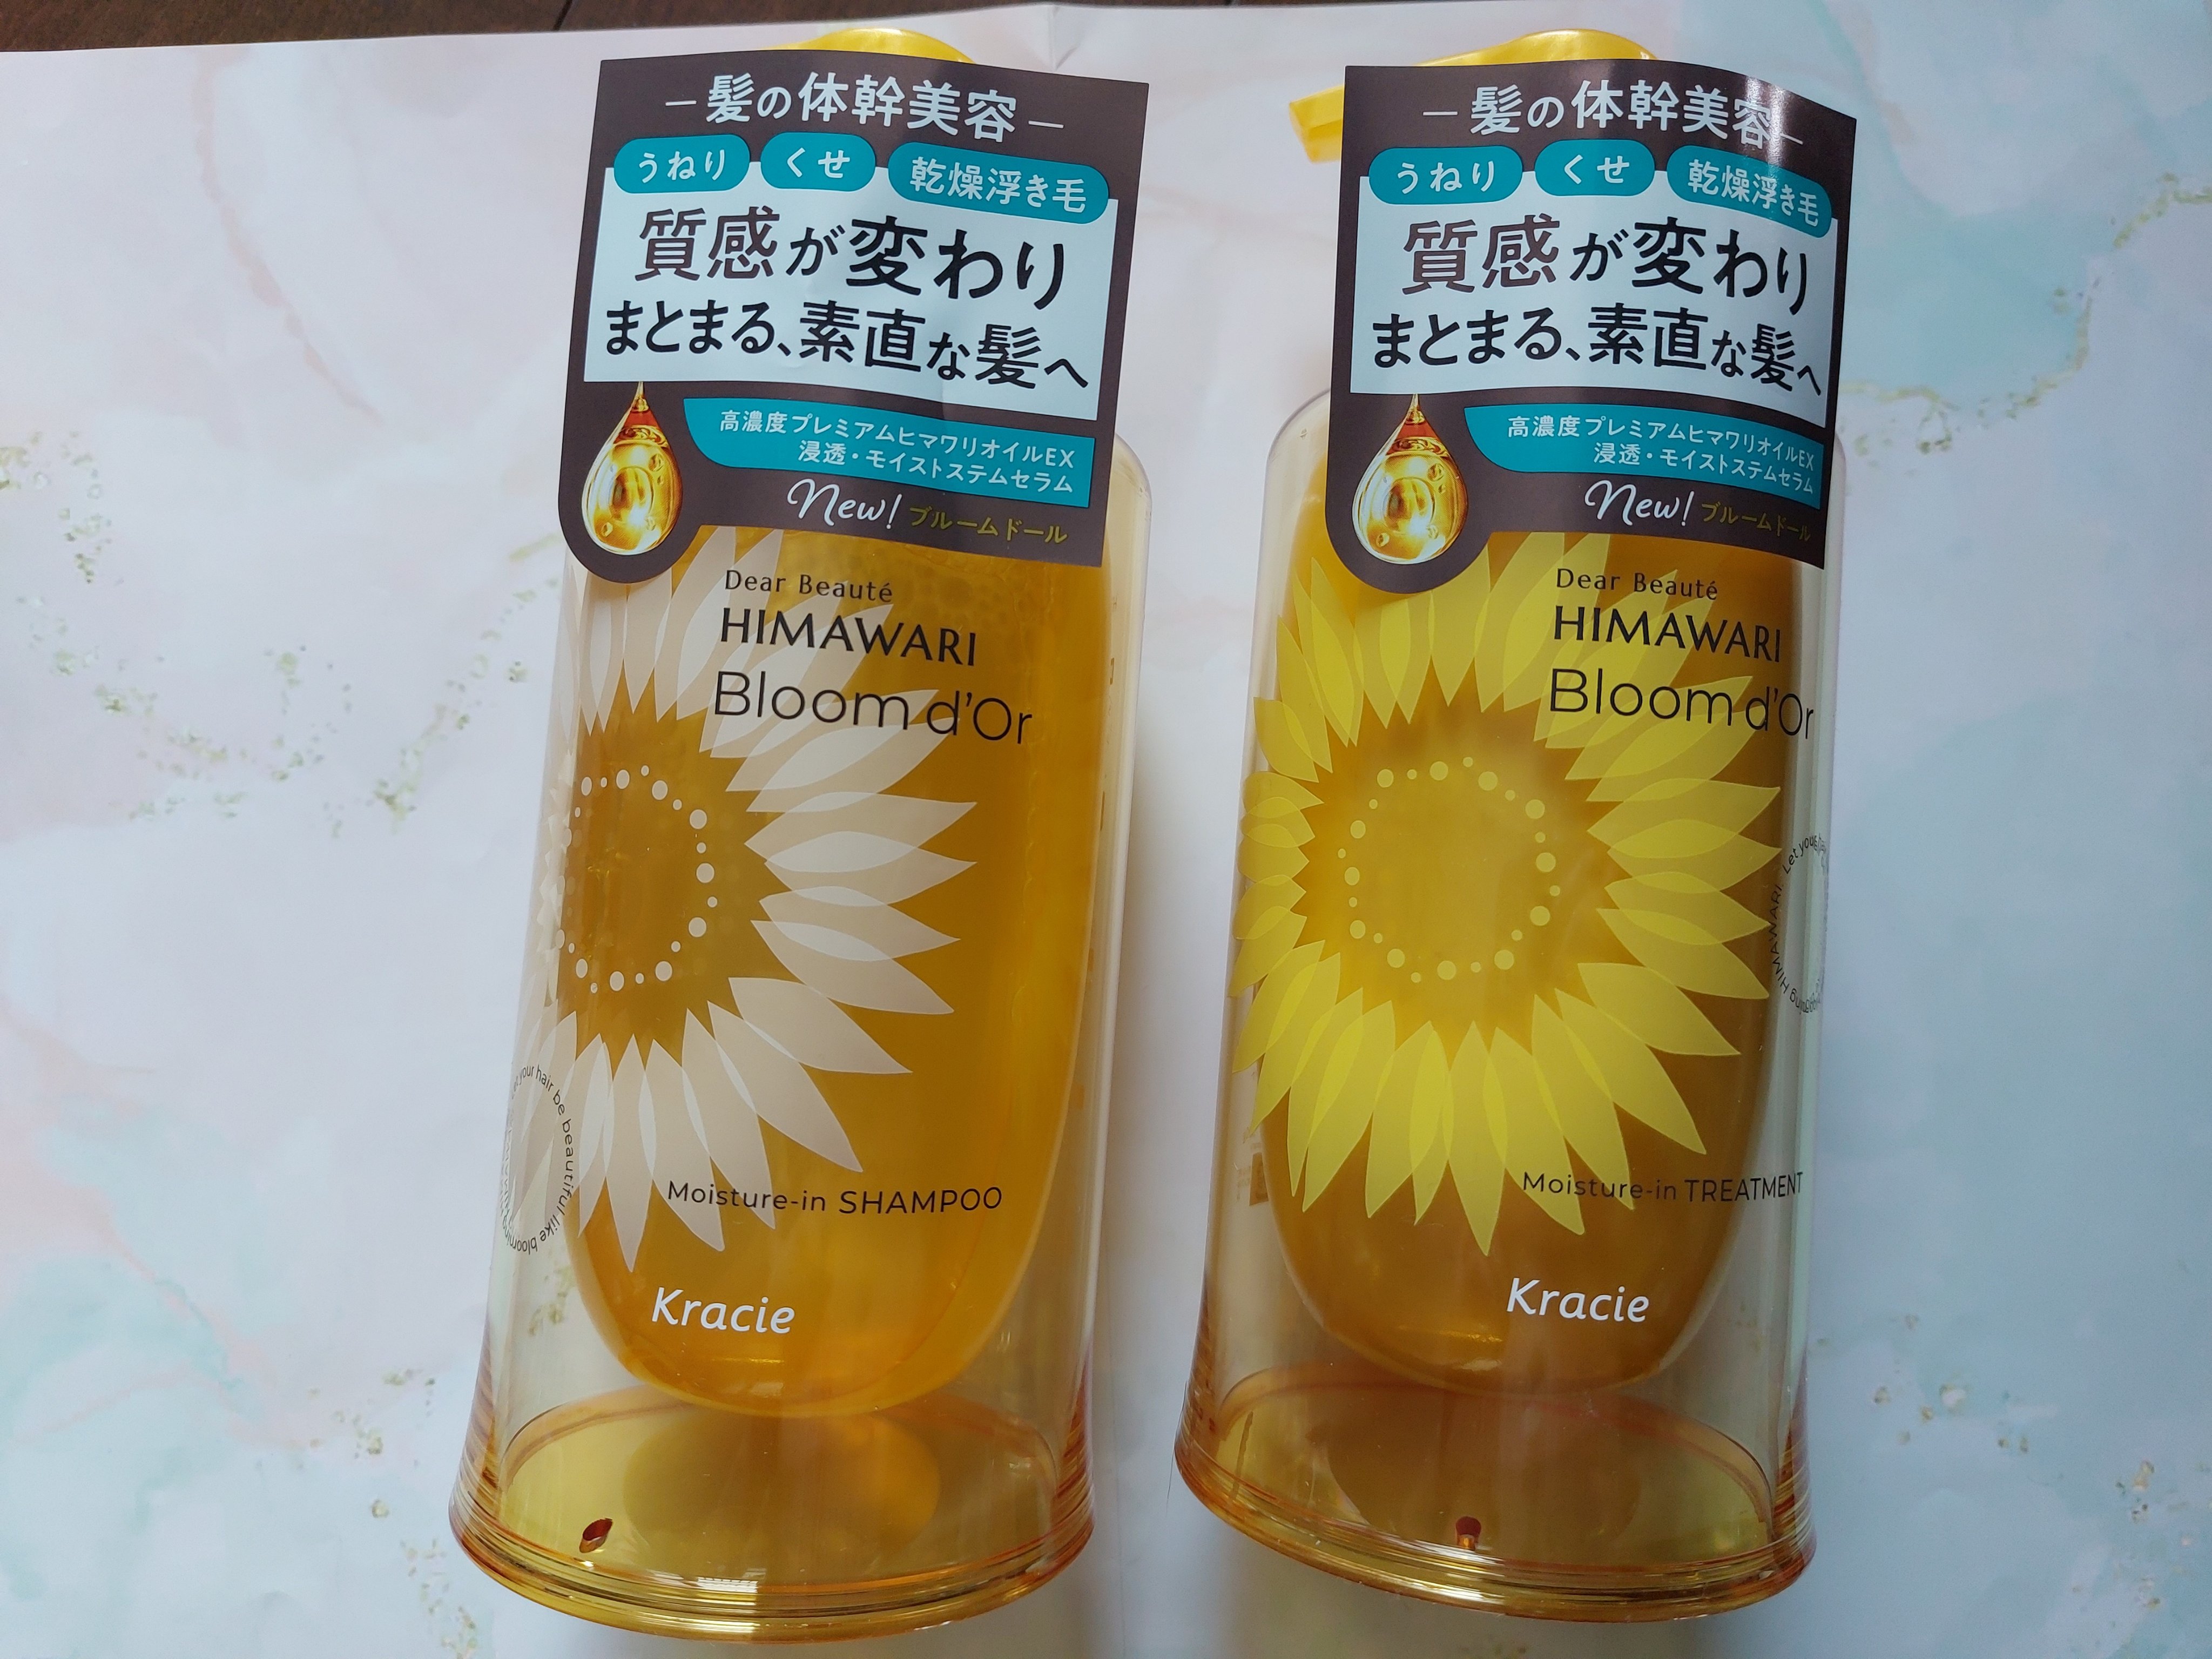 －髪の体幹美容－
うねり くせ 乾燥浮き毛
質感が変わり
まとまる、素直な髪へ
高濃度プレミアムヒマワリオイルEX
浸透・モイストステムセラム
New! ブルームドール
Dear Beauté
HIMAWARI
Bloom d'Or
your hair be beautiful like
Moisture-in SHAMPOO
Kracie
－髪の体幹美容－
うねり くせ 乾燥浮き毛
質感が変わり
まとまる、素直な髪へ
高濃度プレミアムヒマワリオイルEX
浸透・モイストステムセラム
New! ブルームドール
Dear Beauté
HIMAWARI
Bloom d'Or
HIMAWARI. Let your
Moisture-in TREATMENT
Kracie